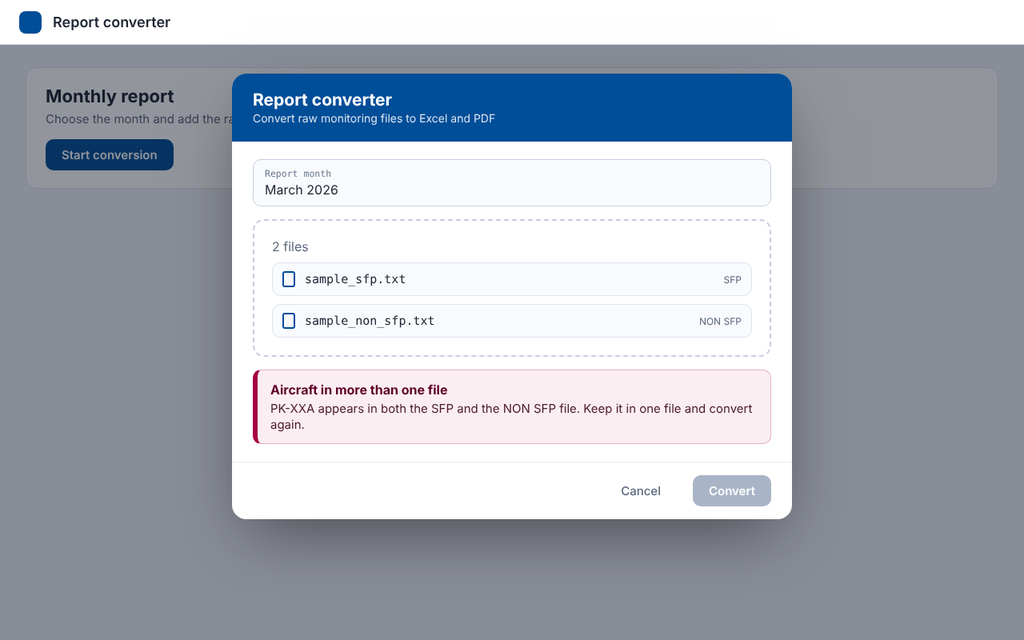 Report converter
Monthly report
Choose the month and add the ra
Start conversion
Report converter
Convert raw monitoring files to Excel and PDF
Report month
March 2026
2 files
sample_sfp.txt
SFP
sample_non_sfp.txt
NON SFP
Aircraft in more than one file
PK-XXA appears in both the SFP and the NON SFP file. Keep it in one file and convert
again.
Cancel
Convert